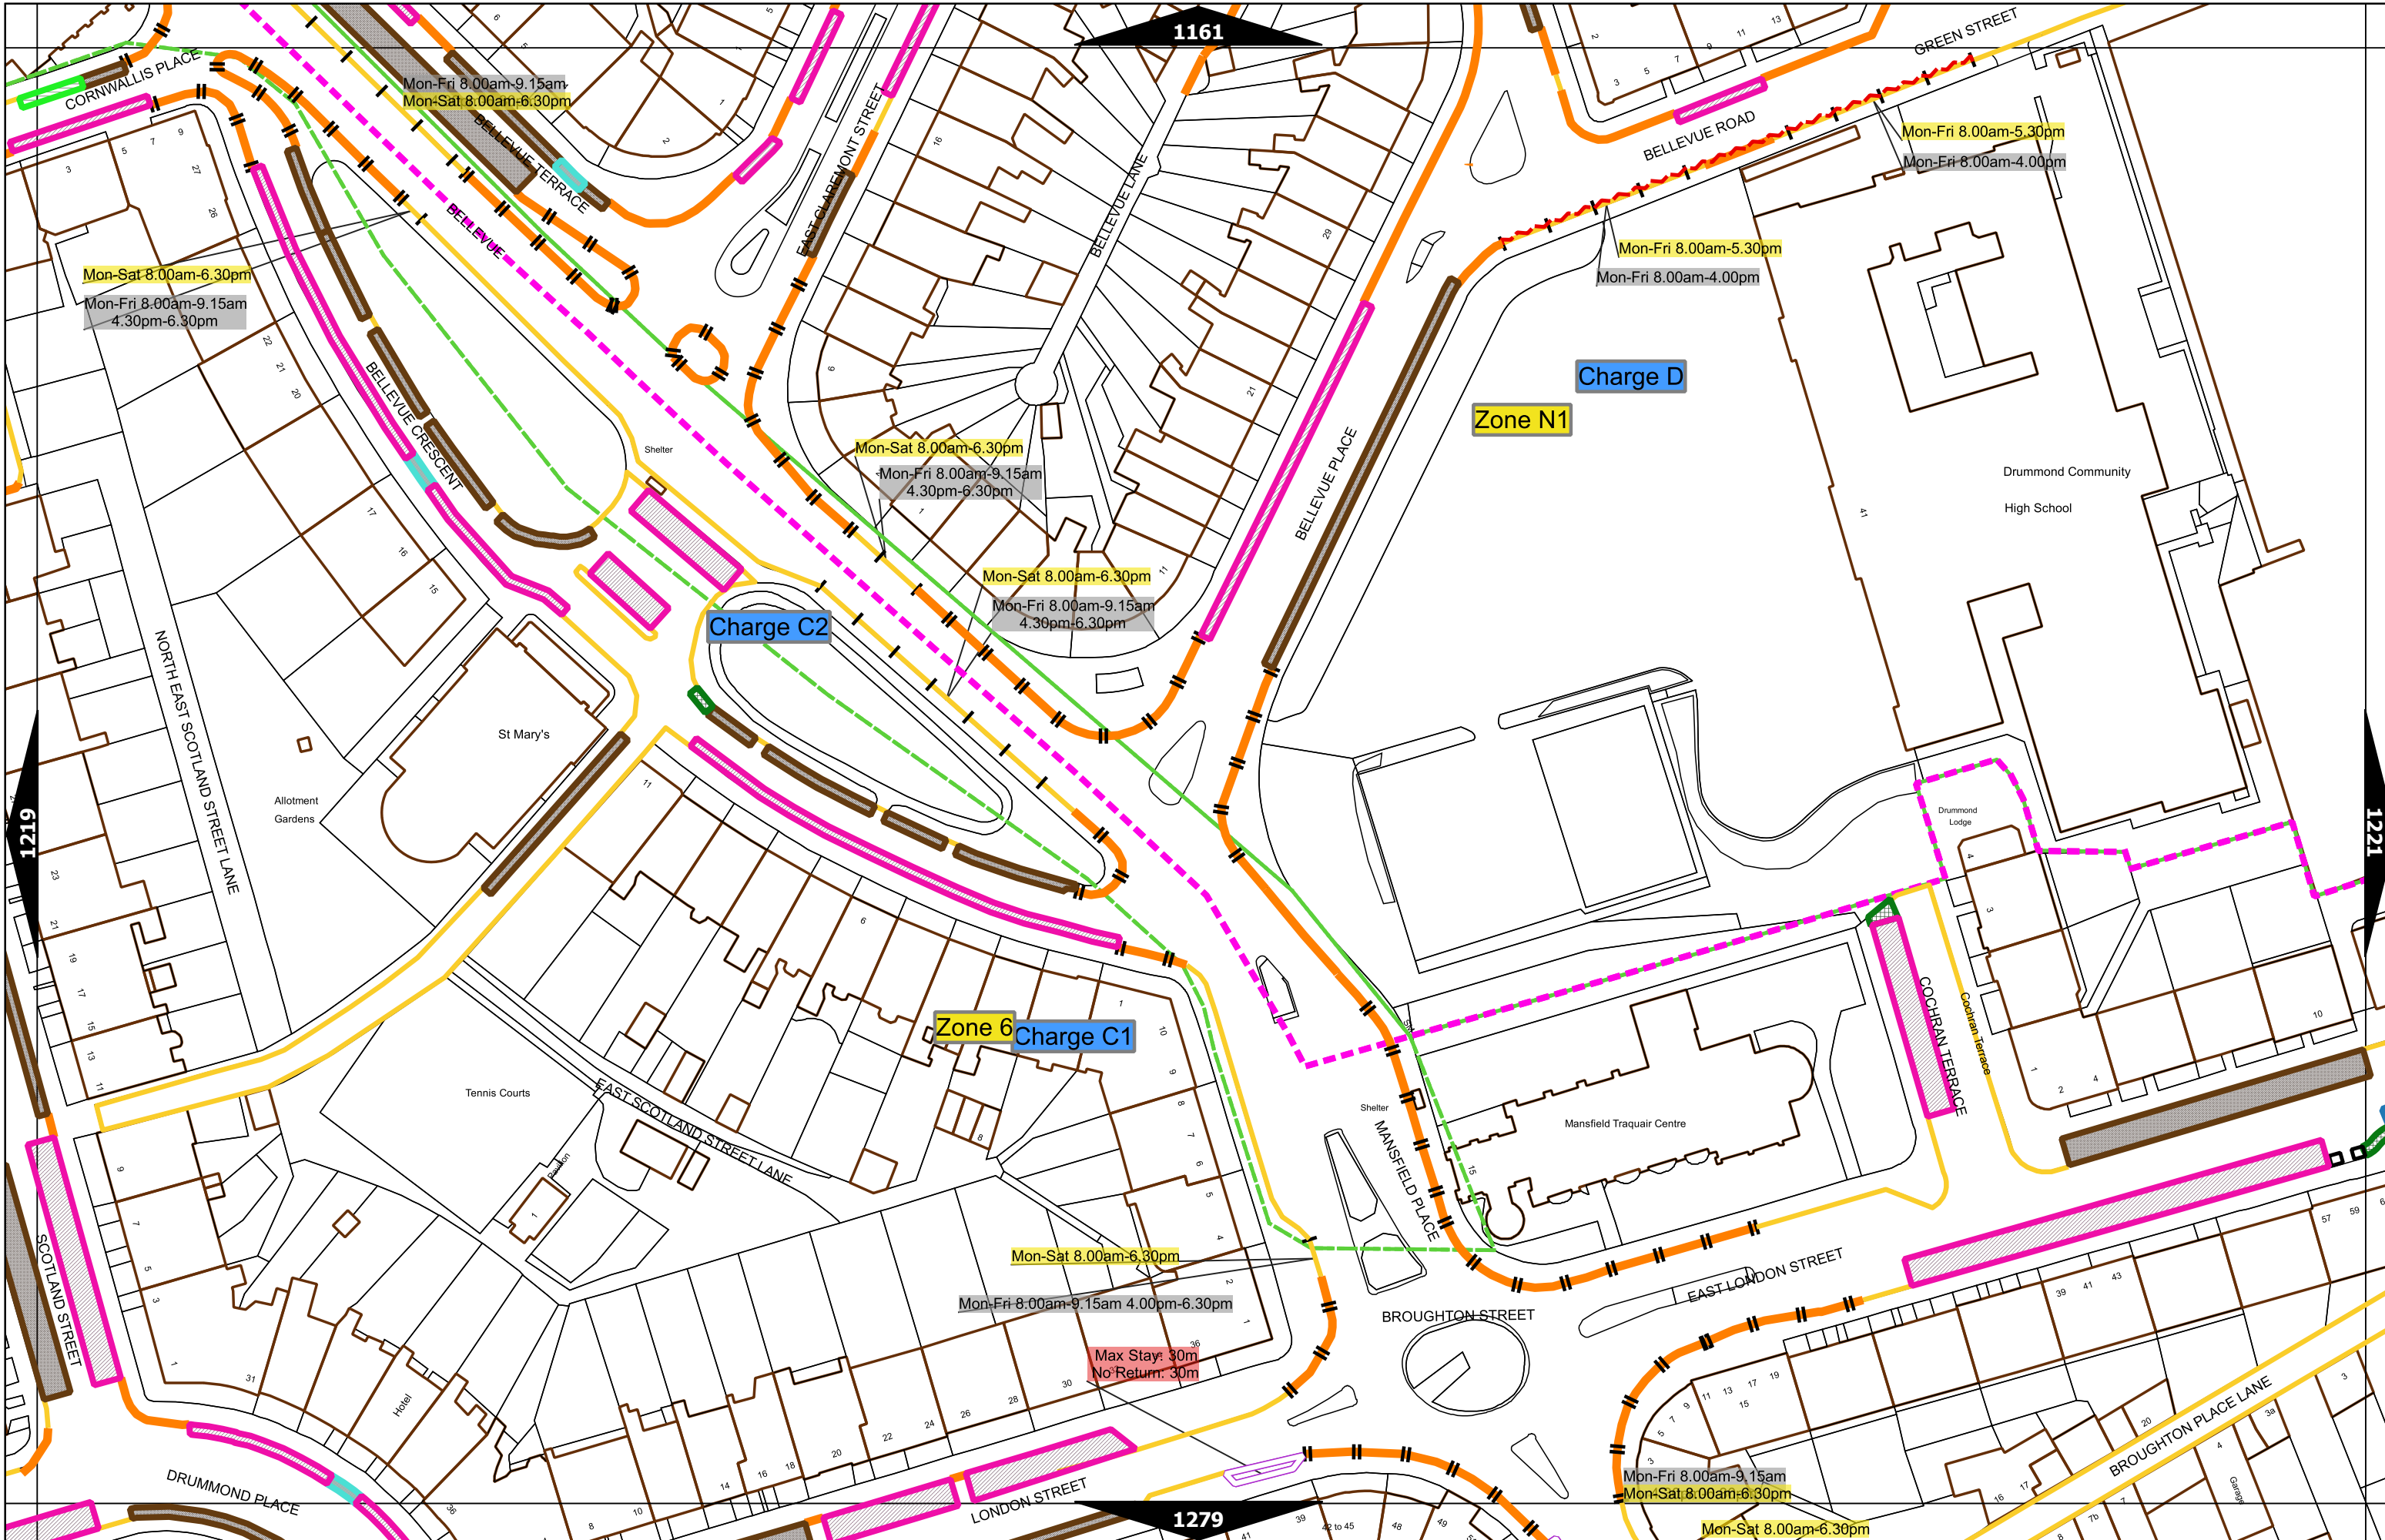 1161
GREEN STREET
CORNWALLIS PLACE
Mon-Fri 8.00am-9.15am
Mon-Sat 8.00am-6.30pm
BELLEVUE TERRACE
EAST CLAREMONT STREET
BELLEVUE LANE
BELLEVUE ROAD
Mon-Fri 8.00am-5.30pm
Mon-Fri 8.00am-4.00pm
BELLEVUE
Mon-Fri 8.00am-5.30pm
Mon-Fri 8.00am-4.00pm
Mon-Sat 8.00am-6.30pm
Mon-Fri 8.00am-9.15am
4.30pm-6.30pm
Charge D
Zone N1
BELLEVUE CRESCENT
Shelter
Mon-Sat 8.00am-6.30pm
Mon-Fri 8.00am-9.15am
4.30pm-6.30pm
BELLEVUE PLACE
Drummond Community
High School
41
Mon-Sat 8.00am-6.30pm
Mon-Fri 8.00am-9.15am
4.30pm-6.30pm
Charge C2
NORTH EAST SCOTLAND STREET LANE
St Mary's
Allotment
Gardens
1219
1221
Drummond
Lodge
Zone 6
Charge C1
COCHRAN TERRACE
Cochran Terrace
Tennis Courts
EAST SCOTLAND STREET LANE
Pavilion
Shelter
MANSFIELD PLACE
Mansfield Traquair Centre
SCOTLAND STREET
Mon-Sat 8.00am-6.30pm
Mon-Fri 8.00am-9.15am 4.00pm-6.30pm
EAST LONDON STREET
BROUGHTON STREET
Max Stay: 30m
No Return: 30m
Hotel
BROUGHTON PLACE LANE
DRUMMOND PLACE
LONDON STREET
Mon-Fri 8.00am-9.15am
Mon-Sat 8.00am-6.30pm
Garage
1279
42 to 45
Mon-Sat 8.00am-6.30pm